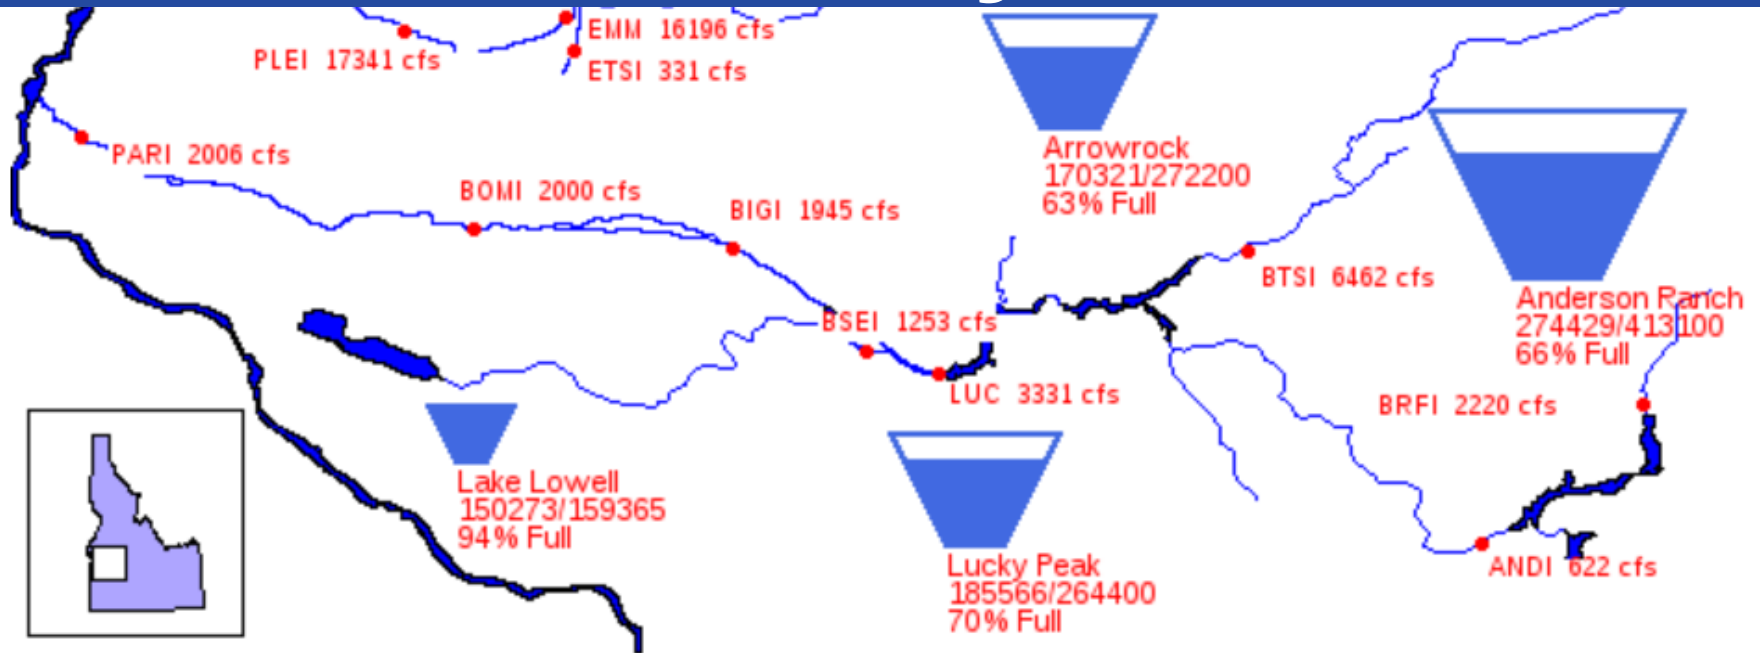 EMM 16196 cfs
PLEI 17341 cfs
ETSI 331 cfs
PARI 2006 cfs
Arrowrock
170321/272200
63% Full
BOMI 2000 cfs
BIGI 1945 cfs
BTSI 6462 cfs
Anderson Ranch
274429/413100
66% Full
BSEI 1253 cfs
LUC 3331 cfs
BRFI 2220 cfs
Lake Lowell
150273/159365
94% Full
Lucky Peak
185566/264400
70% Full
ANDI 622 cfs